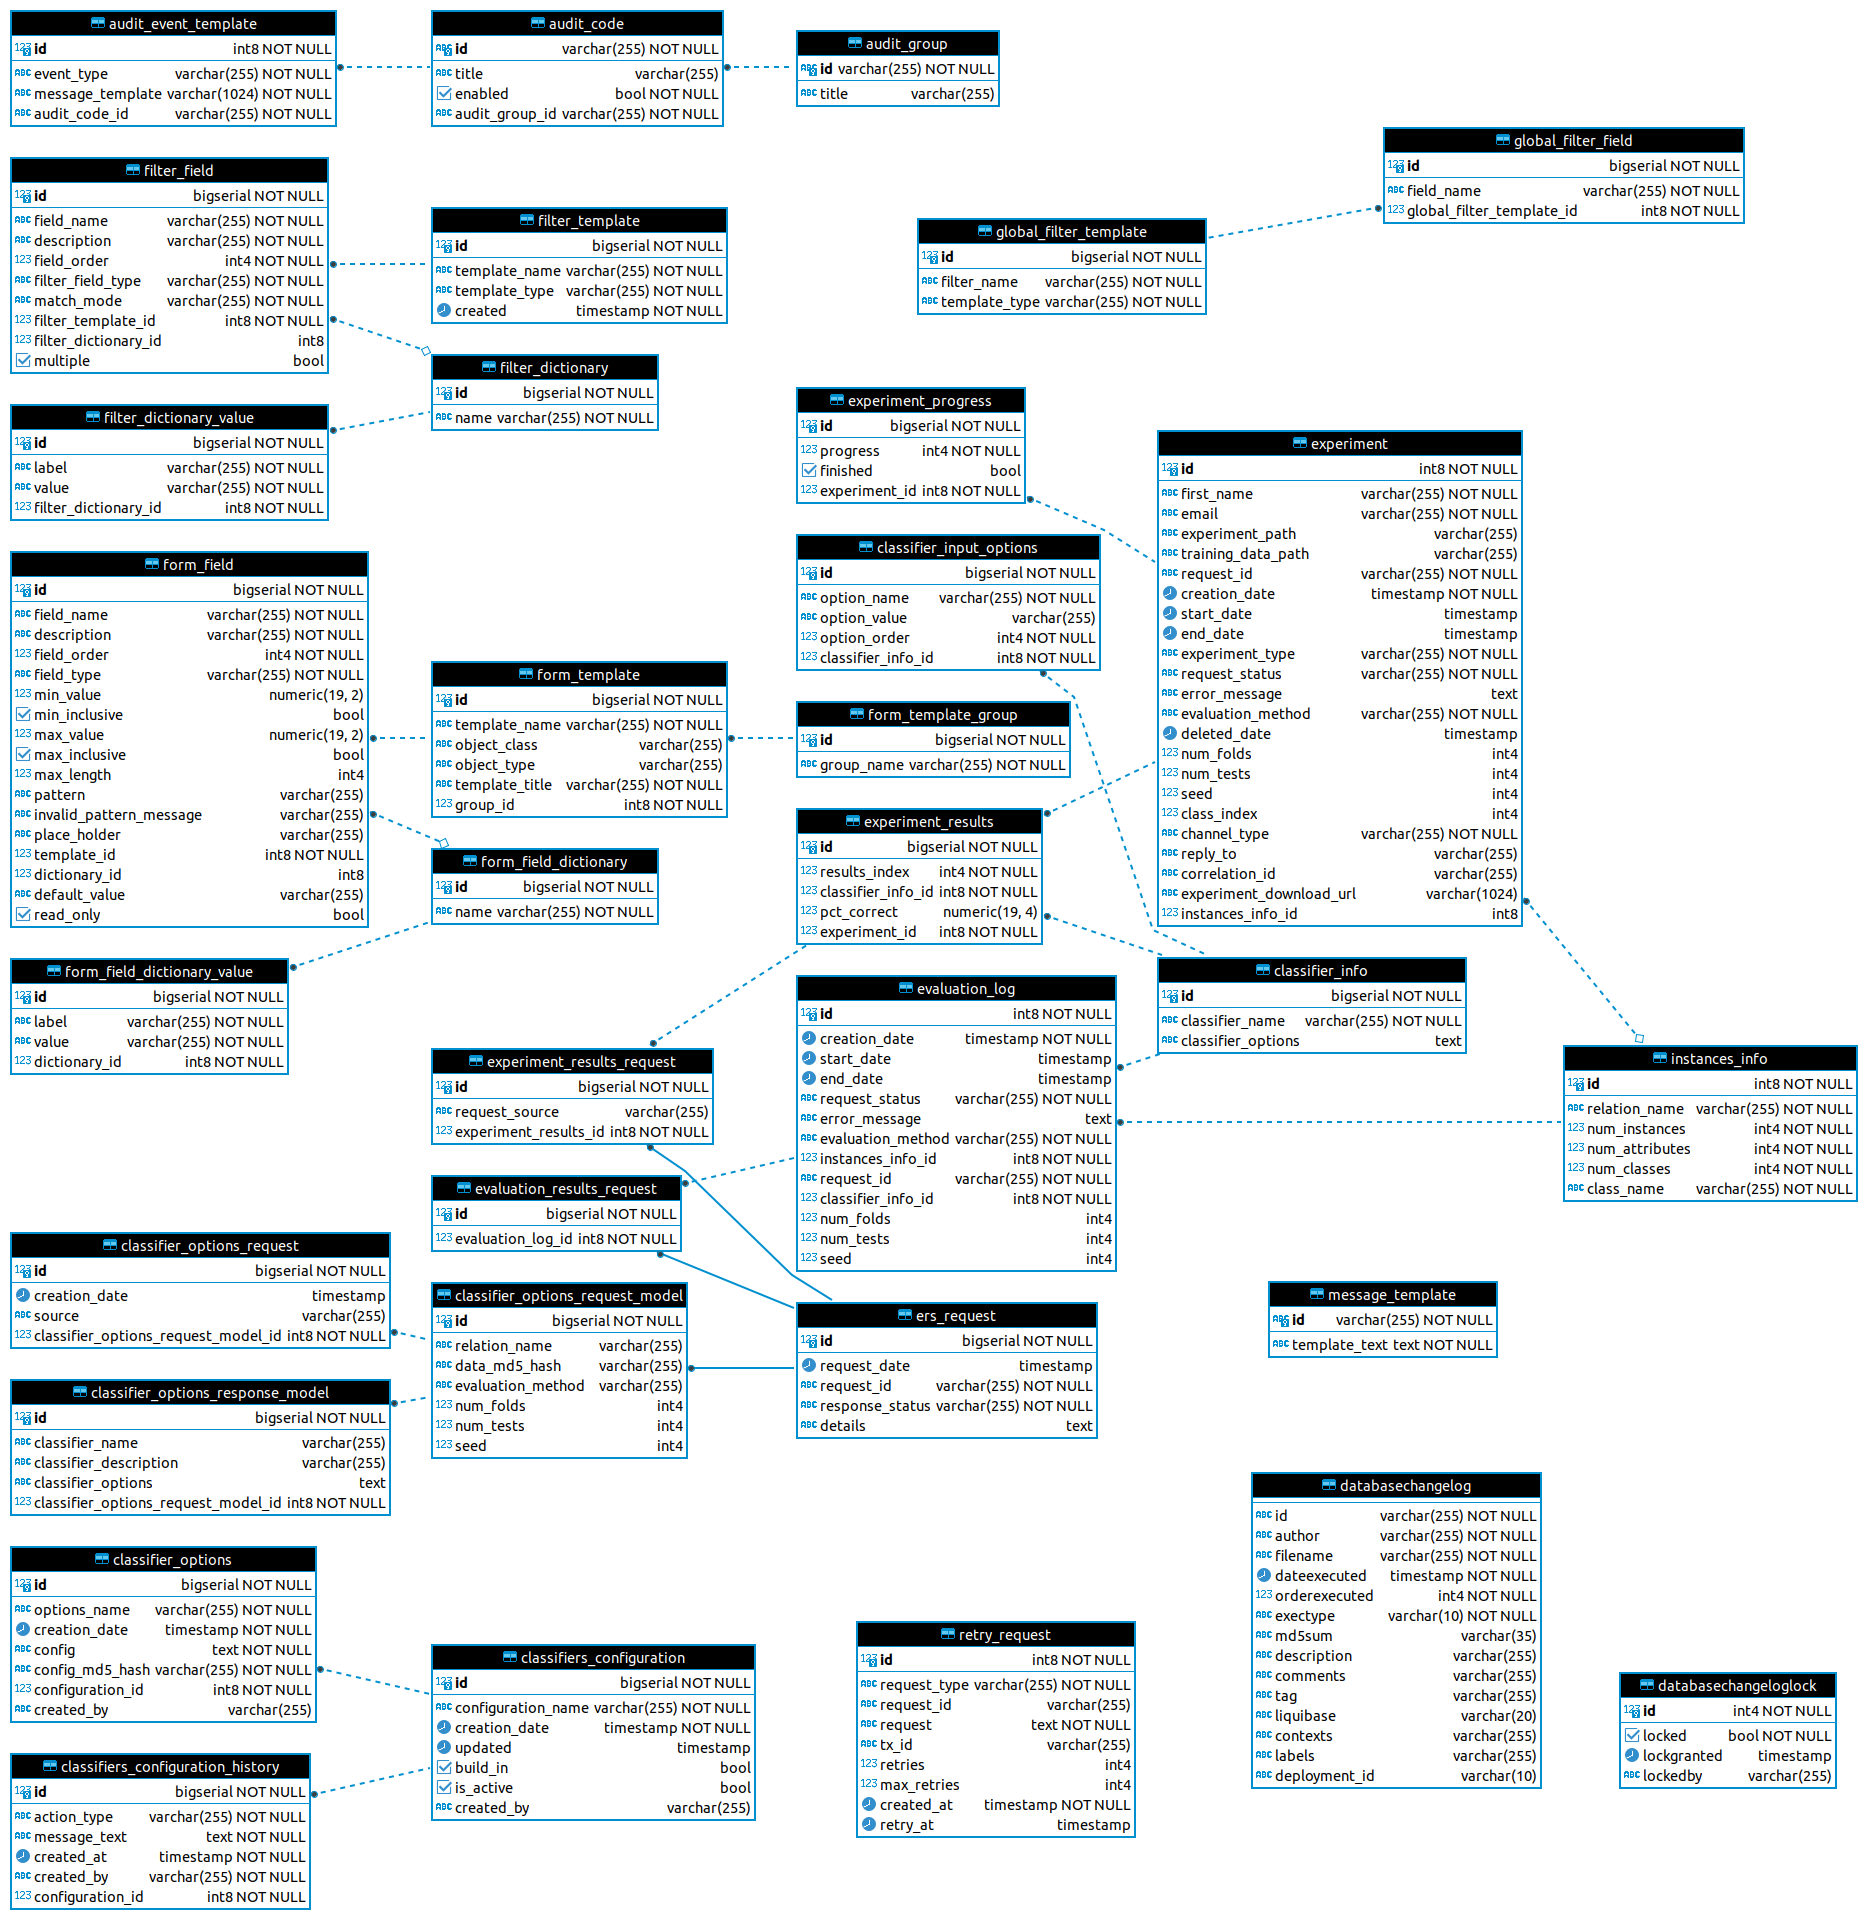 audit_event_template
id int8 NOT NULL
event_type varchar(255) NOT NULL
message_template varchar(1024) NOT NULL
audit_code_id varchar(255) NOT NULL
audit_code
id varchar(255) NOT NULL
title varchar(255)
enabled bool NOT NULL
audit_group_id varchar(255) NOT NULL
audit_group
id varchar(255) NOT NULL
title varchar(255)
global_filter_field
id bigserial NOT NULL
field_name varchar(255) NOT NULL
global_filter_template_id int8 NOT NULL
filter_field
id bigserial NOT NULL
field_name varchar(255) NOT NULL
description varchar(255) NOT NULL
field_order int4 NOT NULL
filter_field_type varchar(255) NOT NULL
match_mode varchar(255) NOT NULL
filter_template_id int8 NOT NULL
filter_dictionary_id int8
multiple bool
filter_template
id bigserial NOT NULL
template_name varchar(255) NOT NULL
template_type varchar(255) NOT NULL
created timestamp NOT NULL
global_filter_template
id bigserial NOT NULL
filter_name varchar(255) NOT NULL
template_type varchar(255) NOT NULL
filter_dictionary
id bigserial NOT NULL
name varchar(255) NOT NULL
filter_dictionary_value
id bigserial NOT NULL
label varchar(255) NOT NULL
value varchar(255) NOT NULL
filter_dictionary_id int8 NOT NULL
experiment_progress
id bigserial NOT NULL
progress int4 NOT NULL
finished bool
experiment_id int8 NOT NULL
experiment
id int8 NOT NULL
first_name varchar(255) NOT NULL
email varchar(255) NOT NULL
experiment_path varchar(255)
training_data_path varchar(255)
request_id varchar(255) NOT NULL
creation_date timestamp NOT NULL
start_date timestamp
end_date timestamp
experiment_type varchar(255) NOT NULL
request_status varchar(255) NOT NULL
error_message text
evaluation_method varchar(255) NOT NULL
deleted_date timestamp
num_folds int4
num_tests int4
seed int4
class_index int4
channel_type varchar(255) NOT NULL
reply_to varchar(255)
correlation_id varchar(255)
experiment_download_url varchar(1024)
instances_info_id int8
classifier_input_options
id bigserial NOT NULL
option_name varchar(255) NOT NULL
option_value varchar(255)
option_order int4 NOT NULL
classifier_info_id int8 NOT NULL
form_field
id bigserial NOT NULL
field_name varchar(255) NOT NULL
description varchar(255) NOT NULL
field_order int4 NOT NULL
field_type varchar(255) NOT NULL
min_value numeric(19, 2)
min_inclusive bool
max_value numeric(19, 2)
max_inclusive bool
max_length int4
pattern varchar(255)
invalid_pattern_message varchar(255)
place_holder varchar(255)
template_id int8 NOT NULL
dictionary_id int8
default_value varchar(255)
read_only bool
form_template
id bigserial NOT NULL
template_name varchar(255) NOT NULL
object_class varchar(255)
object_type varchar(255)
template_title varchar(255) NOT NULL
group_id int8 NOT NULL
form_template_group
id bigserial NOT NULL
group_name varchar(255) NOT NULL
experiment_results
id bigserial NOT NULL
results_index int4 NOT NULL
classifier_info_id int8 NOT NULL
pct_correct numeric(19, 4)
experiment_id int8 NOT NULL
form_field_dictionary
id bigserial NOT NULL
name varchar(255) NOT NULL
form_field_dictionary_value
id bigserial NOT NULL
label varchar(255) NOT NULL
value varchar(255) NOT NULL
dictionary_id int8 NOT NULL
classifier_info
id bigserial NOT NULL
classifier_name varchar(255) NOT NULL
classifier_options text
evaluation_log
id int8 NOT NULL
creation_date timestamp NOT NULL
start_date timestamp
end_date timestamp
request_status varchar(255) NOT NULL
error_message text
evaluation_method varchar(255) NOT NULL
instances_info_id int8 NOT NULL
request_id varchar(255) NOT NULL
classifier_info_id int8 NOT NULL
num_folds int4
num_tests int4
seed int4
instances_info
id int8 NOT NULL
relation_name varchar(255) NOT NULL
num_instances int4 NOT NULL
num_attributes int4 NOT NULL
num_classes int4 NOT NULL
class_name varchar(255) NOT NULL
experiment_results_request
id bigserial NOT NULL
request_source varchar(255)
experiment_results_id int8 NOT NULL
evaluation_results_request
id bigserial NOT NULL
evaluation_log_id int8 NOT NULL
classifier_options_request
id bigserial NOT NULL
creation_date timestamp
source varchar(255)
classifier_options_request_model_id int8 NOT NULL
classifier_options_request_model
id bigserial NOT NULL
relation_name varchar(255)
data_md5_hash varchar(255)
evaluation_method varchar(255)
num_folds int4
num_tests int4
seed int4
ers_request
id bigserial NOT NULL
request_date timestamp
request_id varchar(255) NOT NULL
response_status varchar(255) NOT NULL
details text
message_template
id varchar(255) NOT NULL
template_text text NOT NULL
classifier_options_response_model
id bigserial NOT NULL
classifier_name varchar(255)
classifier_description varchar(255)
classifier_options text
classifier_options_request_model_id int8 NOT NULL
databasechangelog
id varchar(255) NOT NULL
author varchar(255) NOT NULL
filename varchar(255) NOT NULL
dateexecuted timestamp NOT NULL
orderexecuted int4 NOT NULL
exectype varchar(10) NOT NULL
md5sum varchar(35)
description varchar(255)
comments varchar(255)
tag varchar(255)
liquibase varchar(20)
contexts varchar(255)
labels varchar(255)
deployment_id varchar(10)
classifier_options
id bigserial NOT NULL
options_name varchar(255) NOT NULL
creation_date timestamp NOT NULL
config text NOT NULL
config_md5_hash varchar(255) NOT NULL
configuration_id int8 NOT NULL
created_by varchar(255)
classifiers_configuration
id bigserial NOT NULL
configuration_name varchar(255) NOT NULL
creation_date timestamp NOT NULL
updated timestamp
build_in bool
is_active bool
created_by varchar(255)
retry_request
id int8 NOT NULL
request_type varchar(255) NOT NULL
request_id varchar(255)
request text NOT NULL
tx_id varchar(255)
retries int4
max_retries int4
created_at timestamp NOT NULL
retry_at timestamp
databasechangeloglock
id int4 NOT NULL
locked bool NOT NULL
lockgranted timestamp
lockedby varchar(255)
classifiers_configuration_history
id bigserial NOT NULL
action_type varchar(255) NOT NULL
message_text text NOT NULL
created_at timestamp NOT NULL
created_by varchar(255) NOT NULL
configuration_id int8 NOT NULL